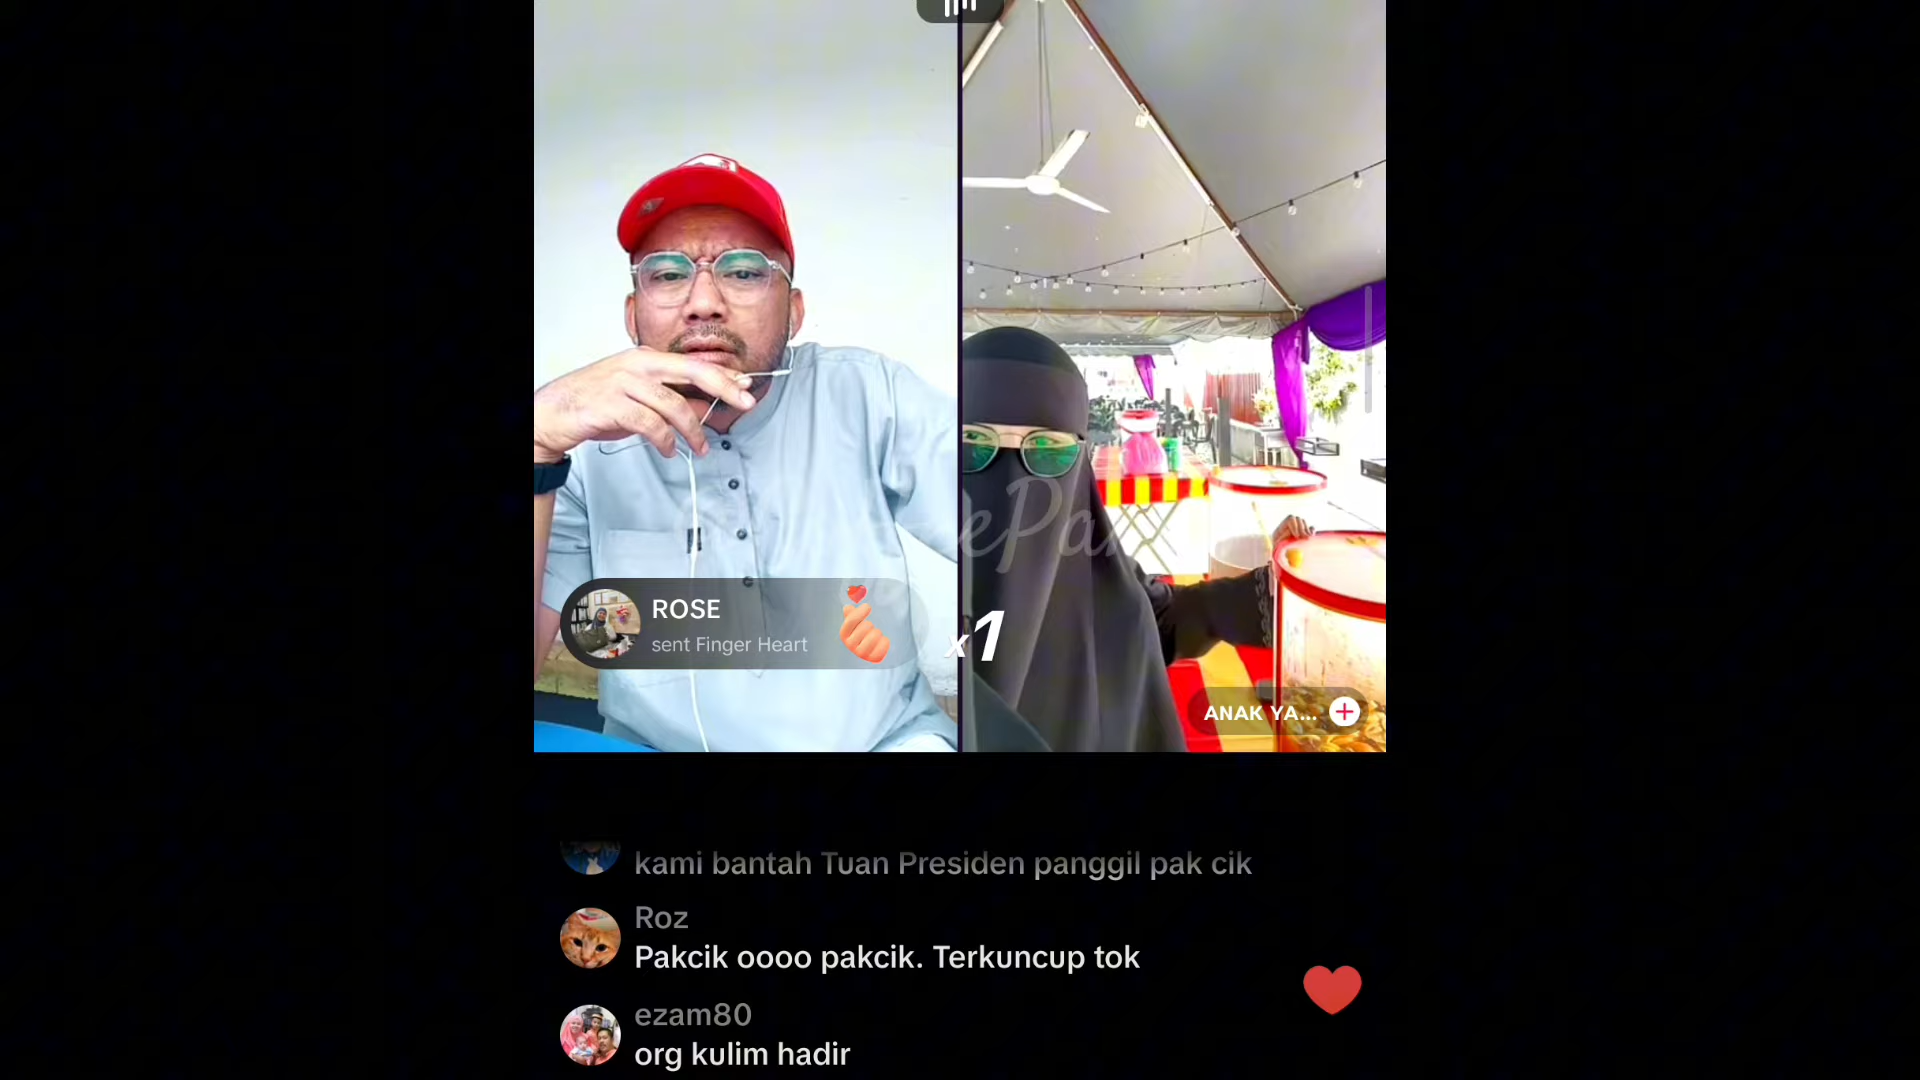 ROSE
sent Finger Heart
x1
ANAK YA...
kami bantah Tuan Presiden panggil pak cik
Roz
Pakcik oooo pakcik. Terkuncup tok
ezam80
org kulim hadir